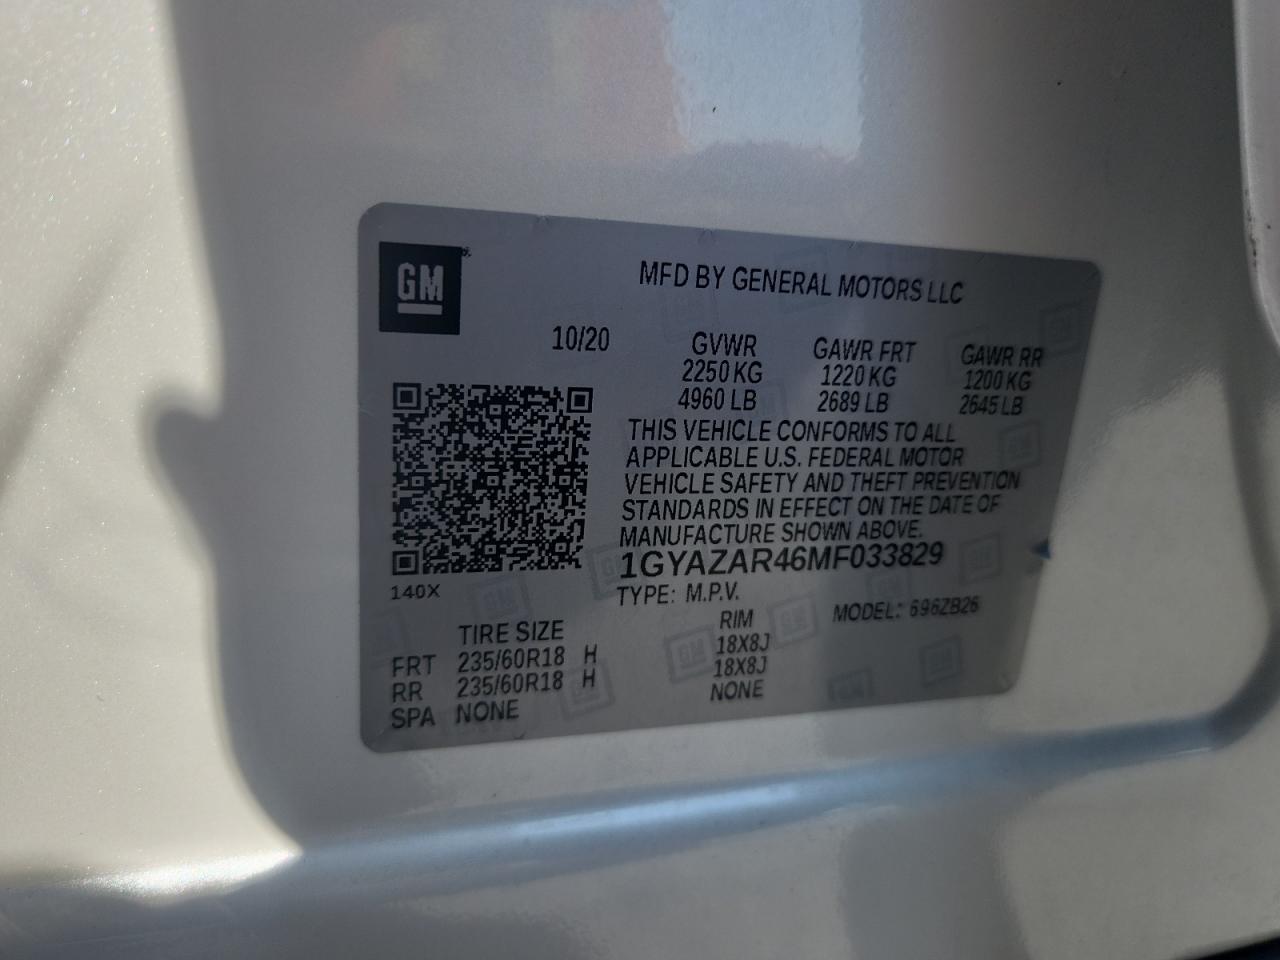 GM
MFD BY GENERAL MOTORS LLC
10/20
GVWR GAWR FRT GAWR RR
2250 KG 1220 KG 1200 KG
4960 LB 2689 LB 2645 LB
THIS VEHICLE CONFORMS TO ALL
APPLICABLE U.S. FEDERAL MOTOR
VEHICLE SAFETY AND THEFT PREVENTION
STANDARDS IN EFFECT ON THE DATE OF
MANUFACTURE SHOWN ABOVE.
1GYAZAR46MF033829
140X
TYPE: M.P.V. MODEL: 696ZB26
TIRE SIZE RIM
FRT 235/60R18 H 18X8J
RR 235/60R18 H 18X8J
SPA NONE NONE